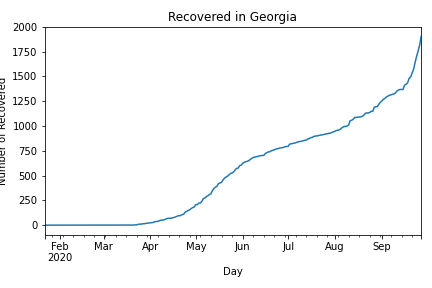 Recovered in Georgia
2000
1750
1500
1250
1000
750
500
250
0
Number of Recovered
Feb
2020
Mar
Apr
May
Jun
Jul
Aug
Sep
Day